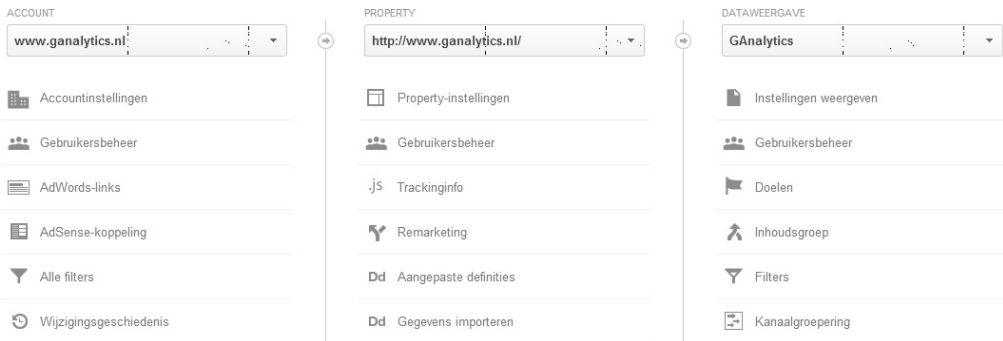 ACCOUNT
www.ganalytics.nl
Accountinstellingen
Gebruikersbeheer
AdWords-links
AdSense-koppeling
Alle filters
Wijzigingsgeschiedenis
PROPERTY
http://www.ganalytics.nl/
Property-instellingen
Gebruikersbeheer
.js Trackinginfo
Remarketing
Dd Aangepaste definities
Dd Gegevens importeren
DATAWEERGAVE
GAnalytics
Instellingen weergeven
Gebruikersbeheer
Doelen
Inhoudsgroep
Filters
Kanaalgroepering